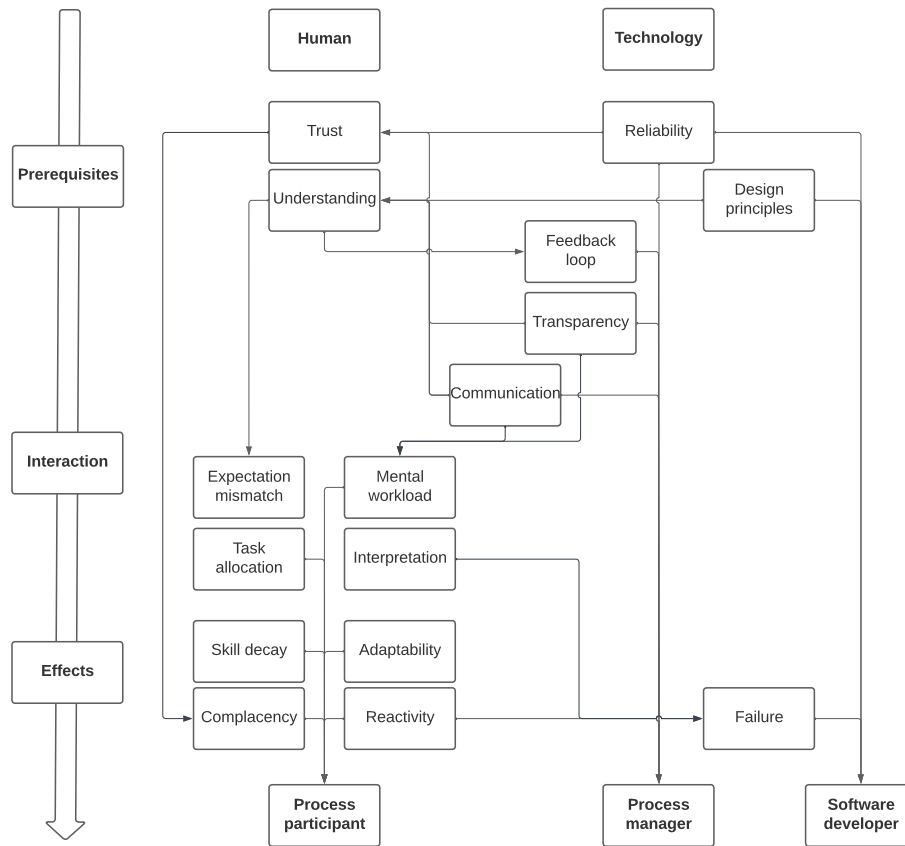 Human
Technology
Trust
Reliability
Prerequisites
Understanding
Design
principles
Feedback
loop
Transparency
Communication
Interaction
Expectation
mismatch
Mental
workload
Task
allocation
Interpretation
Skill decay
Adaptability
Effects
Complacency
Reactivity
Failure
Process
participant
Process
manager
Software
developer